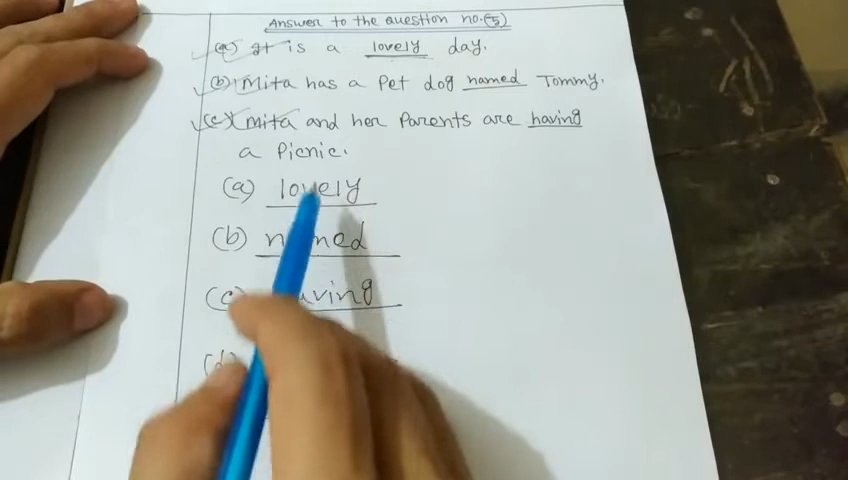 Answer to the question no.(5)
(a) It is a lovely day.
(b) Mita has a Pet dog named Tommy.
(c) Mita and her Parents are having
a Picnic.
(a) lovely
(b) named
(c) having
(d)